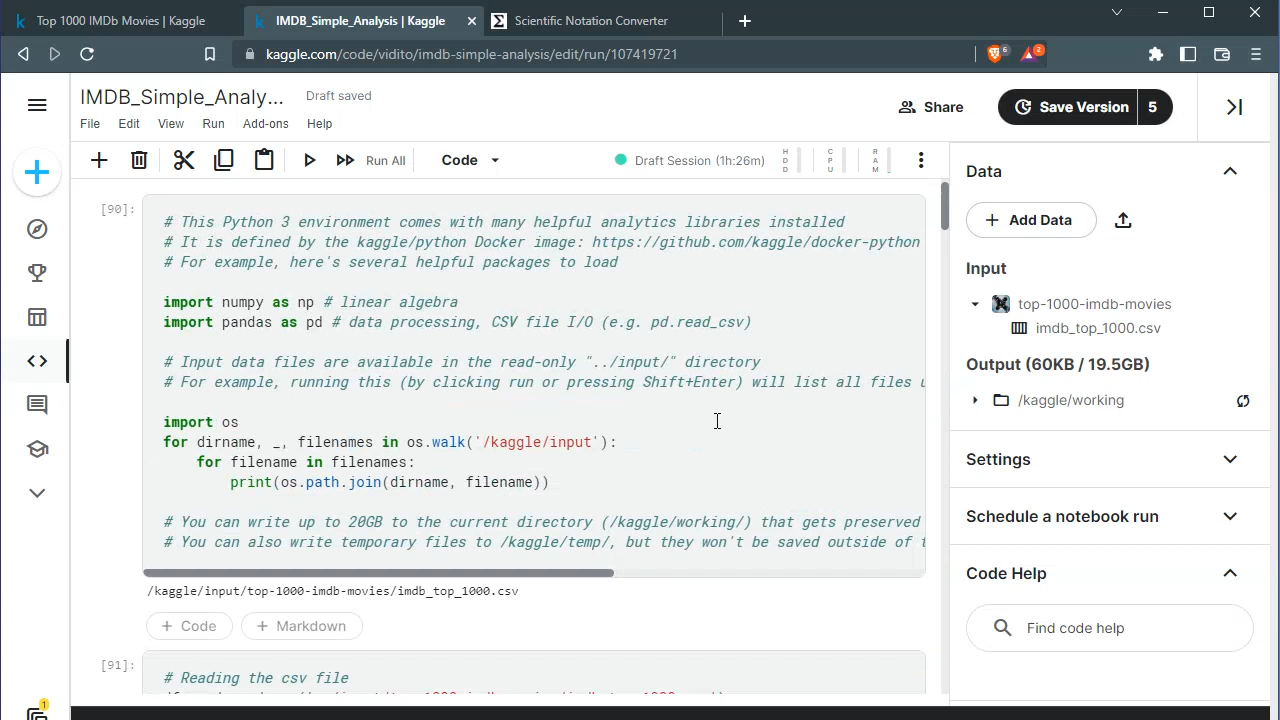 Top 1000 IMDb Movies | Kaggle
IMDB_Simple_Analysis | Kaggle
Scientific Notation Converter
kaggle.com/code/vidito/imdb-simple-analysis/edit/run/107419721
6
2
IMDB_Simple_Analy...
Draft saved
File Edit View Run Add-ons Help
Share
Save Version 5
Run All
Code
Draft Session (1h:26m)
HDD
CPU
RAM
[90]:
# This Python 3 environment comes with many helpful analytics libraries installed
# It is defined by the kaggle/python Docker image: https://github.com/kaggle/docker-python
# For example, here's several helpful packages to load
import numpy as np # linear algebra
import pandas as pd # data processing, CSV file I/O (e.g. pd.read_csv)
# Input data files are available in the read-only "../input/" directory
# For example, running this (by clicking run or pressing Shift+Enter) will list all files
import os
for dirname, _, filenames in os.walk('/kaggle/input'):
for filename in filenames:
print(os.path.join(dirname, filename))
# You can write up to 20GB to the current directory (/kaggle/working/) that gets preserved
# You can also write temporary files to /kaggle/temp/, but they won't be saved outside of
/kaggle/input/top-1000-imdb-movies/imdb_top_1000.csv
+ Code
+ Markdown
[91]:
# Reading the csv file
Data
+ Add Data
Input
top-1000-imdb-movies
imdb_top_1000.csv
Output (60KB / 19.5GB)
/kaggle/working
Settings
Schedule a notebook run
Code Help
Find code help
1